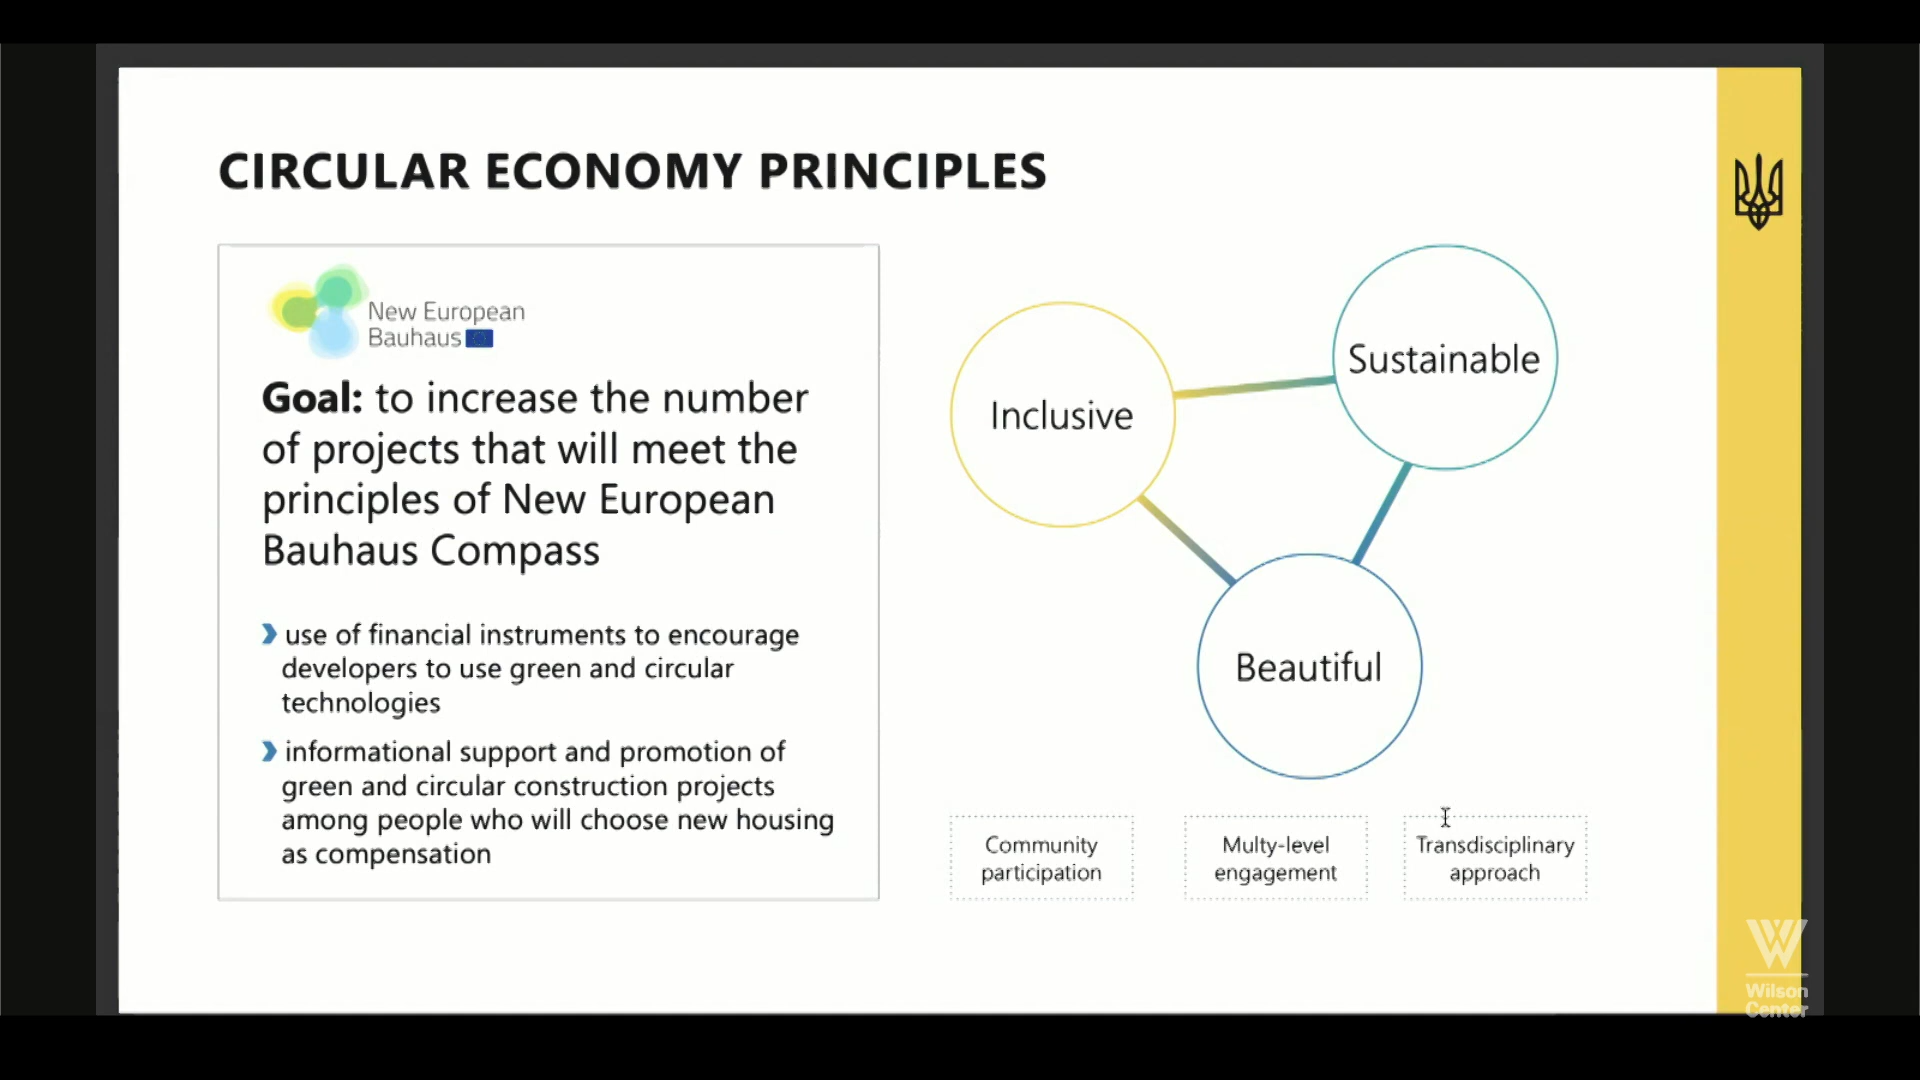 CIRCULAR ECONOMY PRINCIPLES
New European
Bauhaus
Goal: to increase the number
of projects that will meet the
principles of New European
Bauhaus Compass
use of financial instruments to encourage
developers to use green and circular
technologies
informational support and promotion of
green and circular construction projects
among people who will choose new housing
as compensation
Inclusive
Sustainable
Beautiful
Community
participation
Multy-level
engagement
Transdisciplinary
approach
Wilson
Center